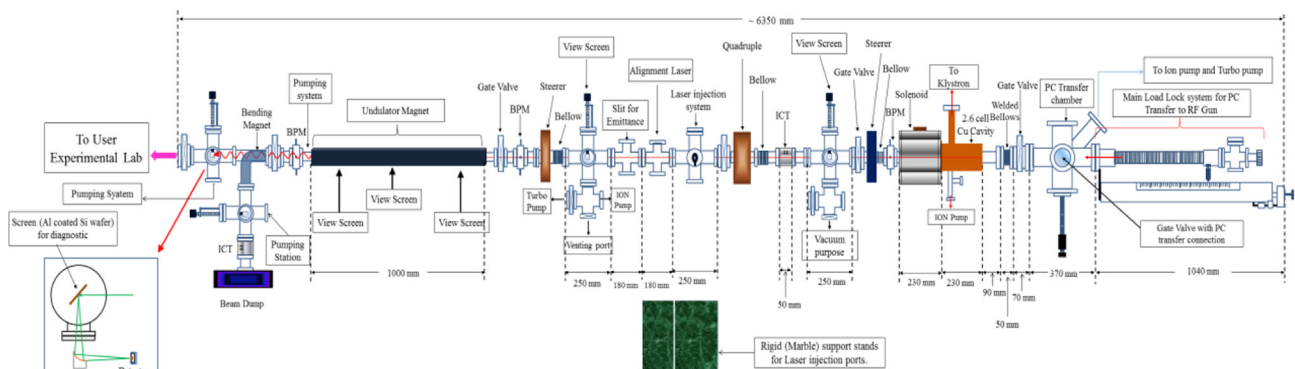 ~ 6350 mm
View Screen
Quadruple
View Screen
Steerer
To
Klystron
To Ion pump and Turbo pump
Pumping
system
Undulator Magnet
Gate Valve
Steerer
Alignment Laser
Bellow
Gate Valve
Bellow
Solenoid
Gate Valve
PC Transfer
chamber
Main Load Lock system for PC
Transfer to RF Gun
Bending
Magnet
BPM
BPM
Bellow
Slit for
Emittance
Laser injection
system
ICT
BPM
2.6 cell
Cu Cavity
Welded
Bellows
To User
Experimental Lab
Pumping Syatem
View Screen
View Screen
View Screen
Turbo
Pump
ION
Pump
ION Pump
Screen (Al coated Si wafer)
for diagnostic
ICT
Pumping
Station
Venting port
Vacuum
purpose
Gate Valve with PC
transfer connection
Beam Dump
1000 mm
250 mm
180 mm
180 mm
250 mm
50 mm
250 mm
230 mm
230 mm
90 mm
50 mm
70 mm
370 mm
1040 mm
Rigid (Marble) support stands
for Laser injection ports.